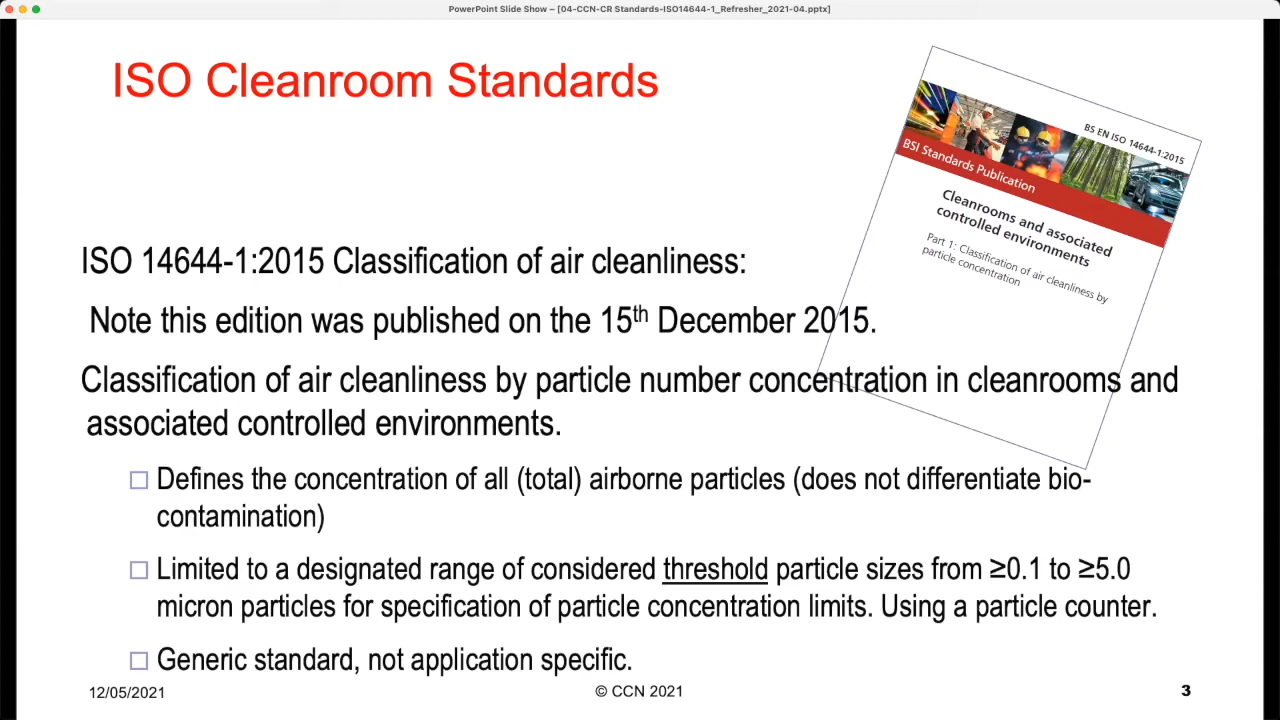 PowerPoint Slide Show – [04-CCN-CR Standards-ISO14644-1_Refresher_2021-04.pptx]
ISO Cleanroom Standards
BS EN ISO 14644-1:2015
BSI Standards Publication
Cleanrooms and associated
controlled environments
Part 1: Classification of air cleanliness by
particle concentration
ISO 14644-1:2015 Classification of air cleanliness:
Note this edition was published on the 15th December 2015.
Classification of air cleanliness by particle number concentration in cleanrooms and
associated controlled environments.
Defines the concentration of all (total) airborne particles (does not differentiate bio-
contamination)
Limited to a designated range of considered threshold particle sizes from ≥0.1 to ≥5.0
micron particles for specification of particle concentration limits. Using a particle counter.
Generic standard, not application specific.
12/05/2021
© CCN 2021
3